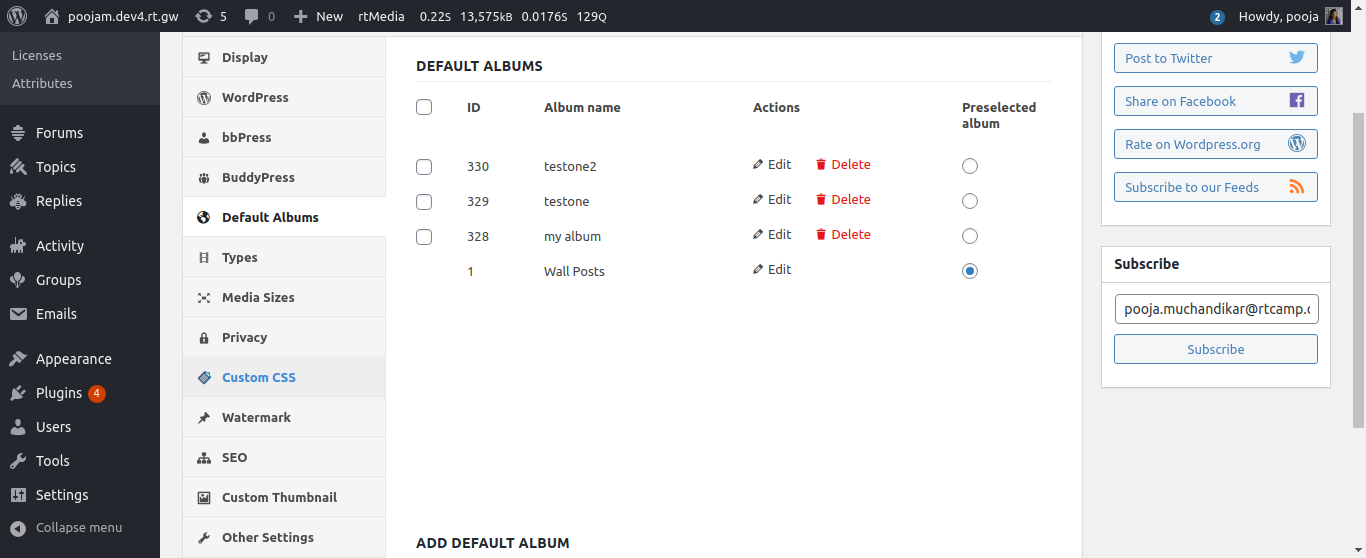 poojam.dev4.rt.gw 5 0 New rtMedia 0.22S 13,575KB 0.0176S 129Q 2 Howdy, pooja
Licenses
Attributes
Forums
Topics
Replies
Activity
Groups
Emails
Appearance
Plugins 4
Users
Tools
Settings
Collapse menu
Display
WordPress
bbPress
BuddyPress
Default Albums
Types
Media Sizes
Privacy
Custom CSS
Watermark
SEO
Custom Thumbnail
Other Settings
DEFAULT ALBUMS
ID Album name Actions Preselected
album
330 testone2 Edit Delete
329 testone Edit Delete
328 my album Edit Delete
1 Wall Posts Edit
ADD DEFAULT ALBUM
Post to Twitter
Share on Facebook
Rate on Wordpress.org
Subscribe to our Feeds
Subscribe
pooja.muchandikar@rtcamp.c
Subscribe